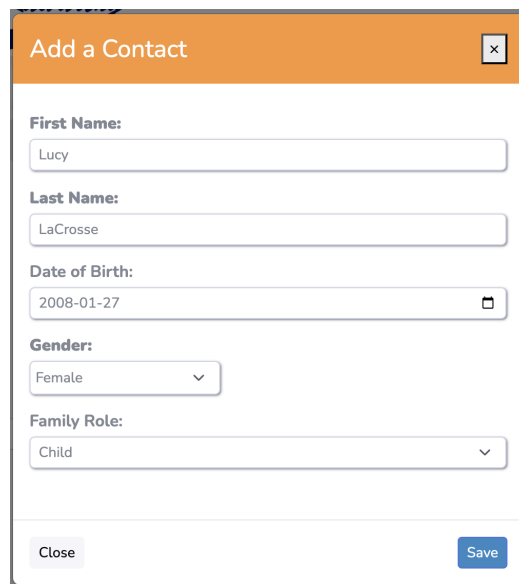 Add a Contact
×
First Name:
Lucy
Last Name:
LaCrosse
Date of Birth:
2008-01-27
Gender:
Female
Family Role:
Child
Close
Save